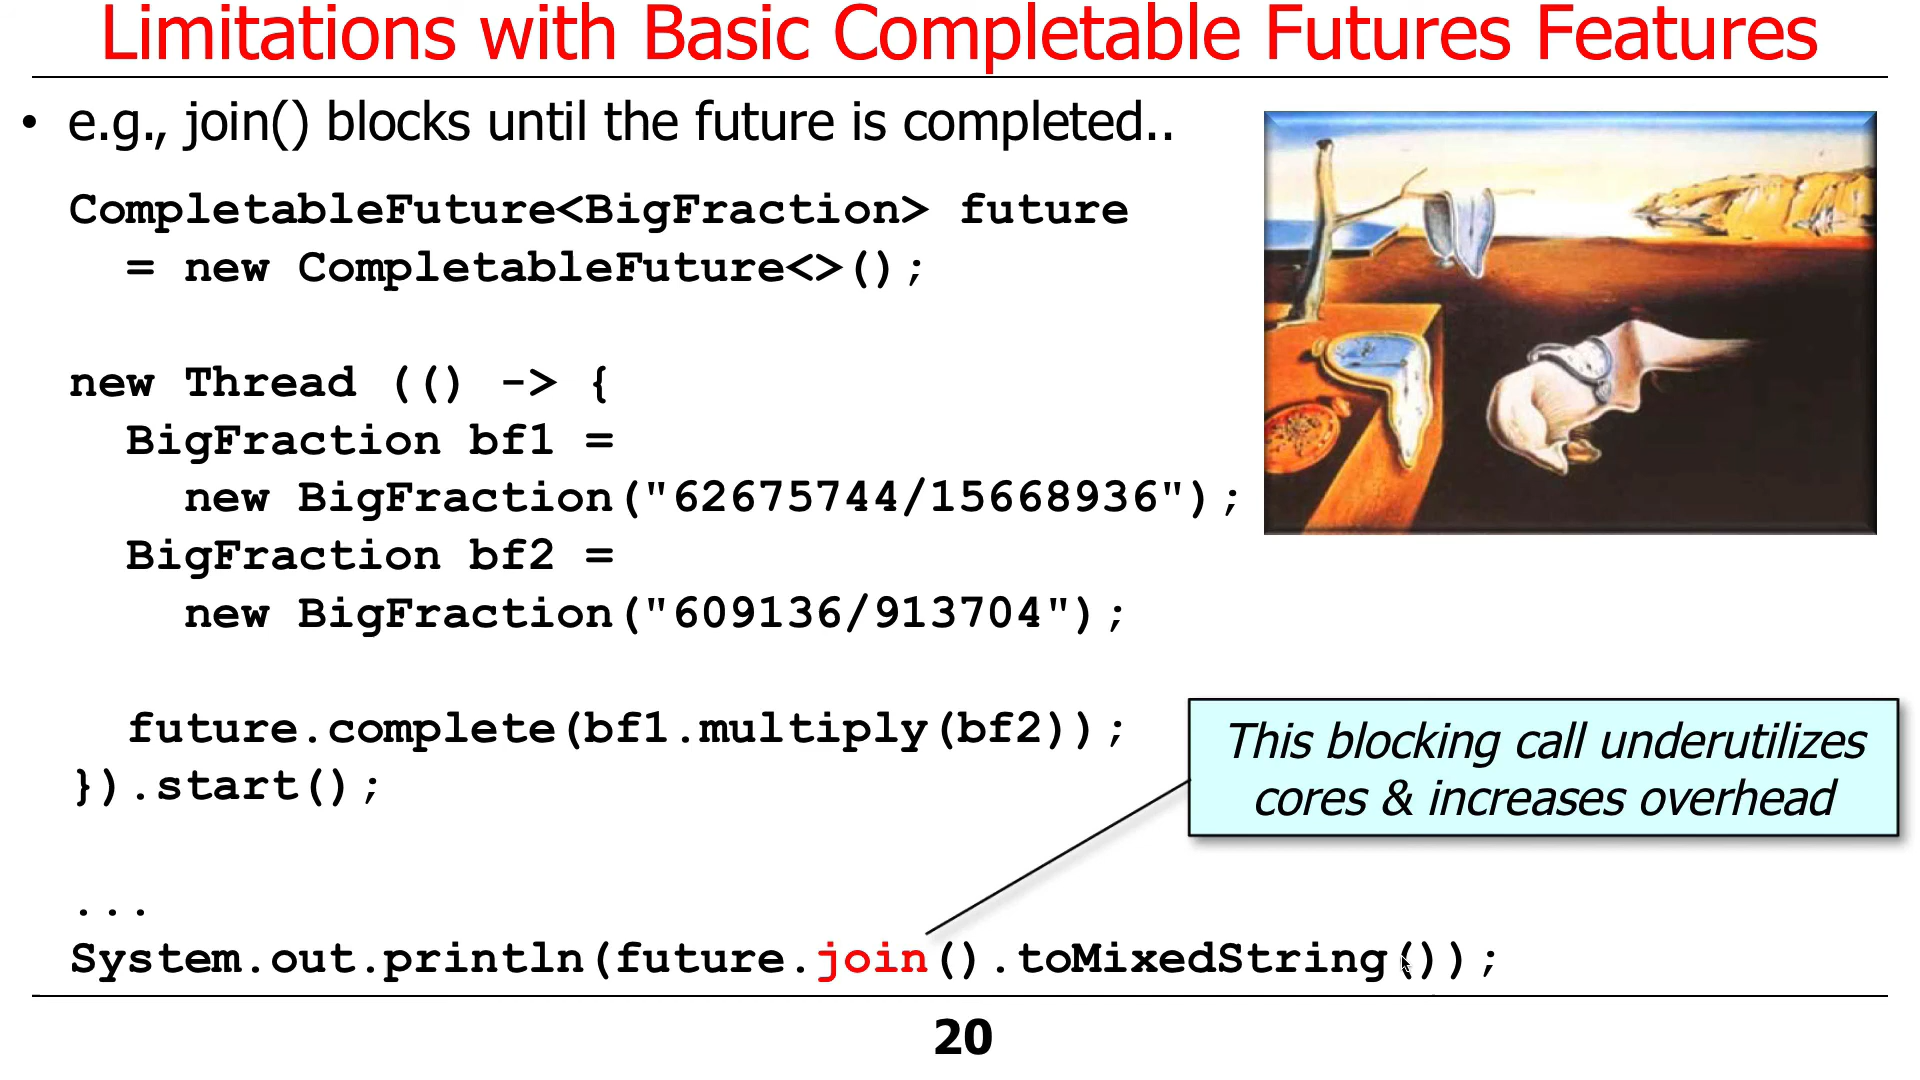 Limitations with Basic Completable Futures Features
• e.g., join() blocks until the future is completed..
CompletableFuture<BigFraction> future
= new CompletableFuture<>();
new Thread (() -> {
BigFraction bf1 =
new BigFraction("62675744/15668936");
BigFraction bf2 =
new BigFraction("609136/913704");
future.complete(bf1.multiply(bf2));
}).start();
This blocking call underutilizes
cores & increases overhead
...
System.out.println(future.join().toMixedString());
20